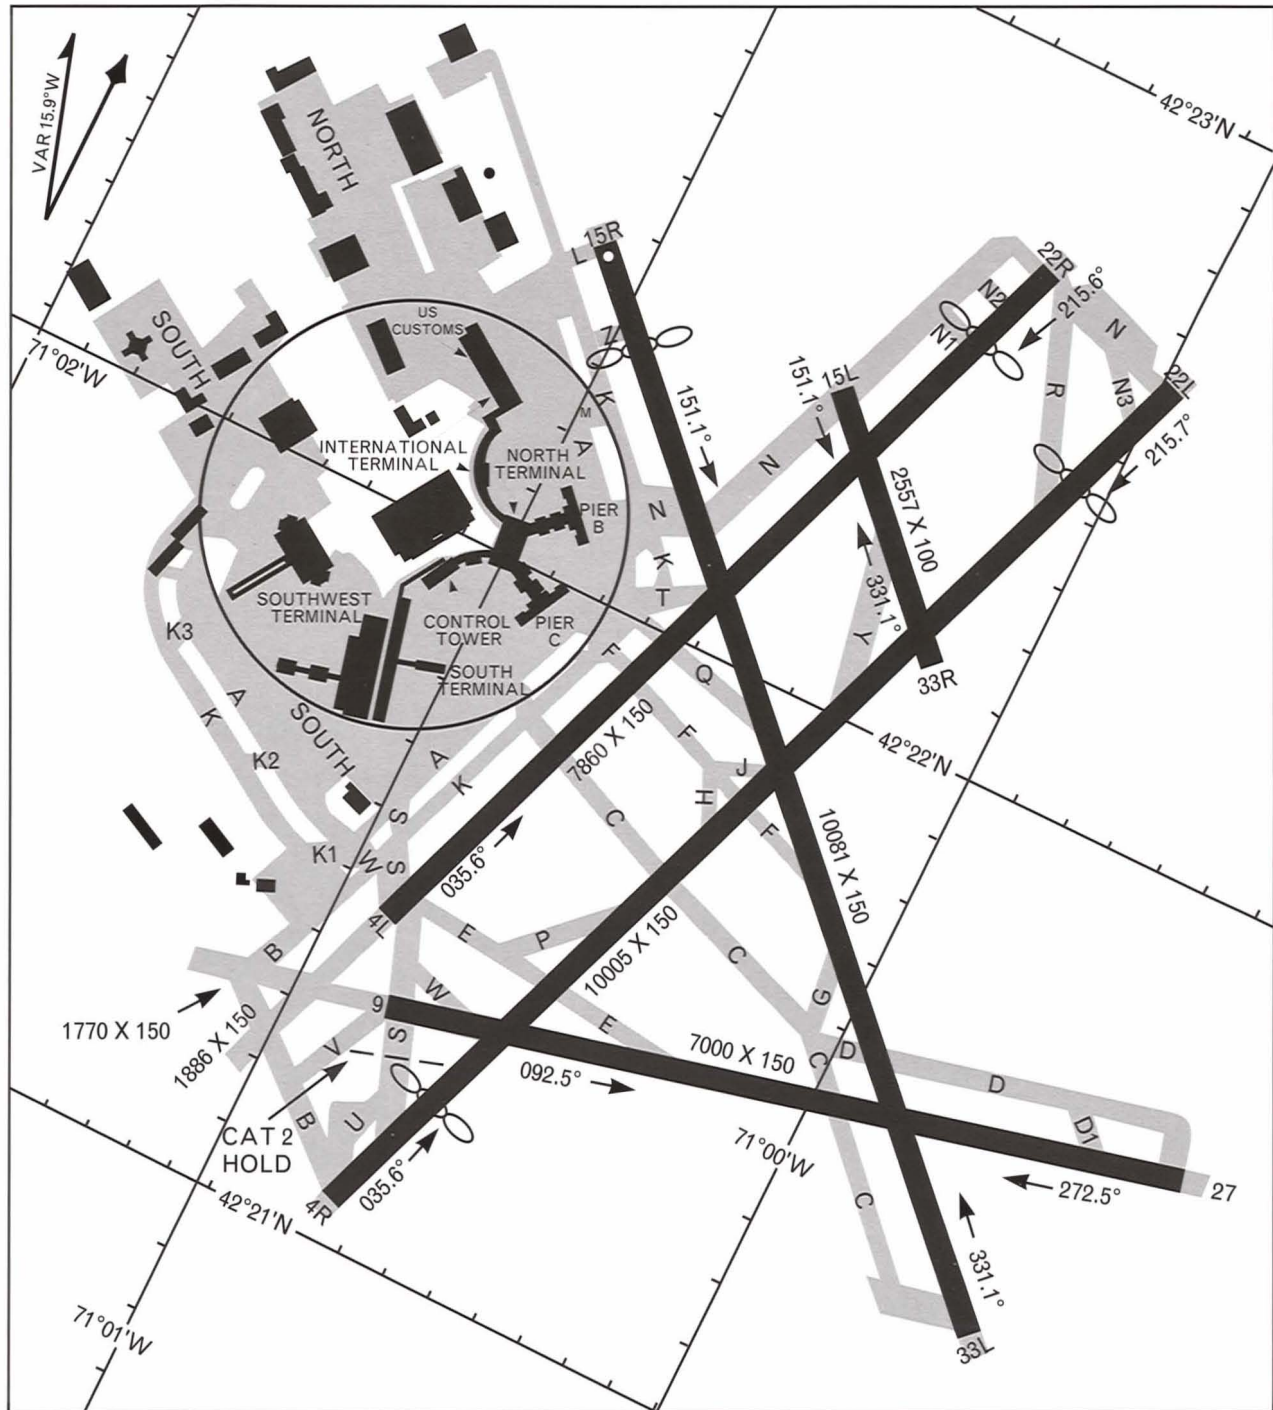 VAR 15.9°W
42°23'N
NORTH
L
15R
22R
215.6°
US
CUSTOMS
SOUTH
N2
N
N1
Z
71°02'W
15L
151.1°
R
N3
22L
151.1°
K
M
A
215.7°
INTERNATIONAL
TERMINAL
NORTH
TERMINAL
N
2557 X 100
PIER
B
N
K
331.1°
T
SOUTHWEST
TERMINAL
CONTROL
TOWER
PIER
C
K3
F
Y
Q
SOUTH
TERMINAL
33R
A
K
SOUTH
F
7860 X 150
42°22'N
K2
A
K
J
H
S
C
F
10081 X 150
K1
W
S
035.6°
4L
E
P
10005 X 150
B
C
9
W
G
1770 X 150
1886 X 150
S
E
7000 X 150
V
D
C
092.5°
D
B
U
D1
CAT 2
HOLD
71°00'W
035.6°
272.5°
27
4R
C
42°21'N
331.1°
71°01'W
33L